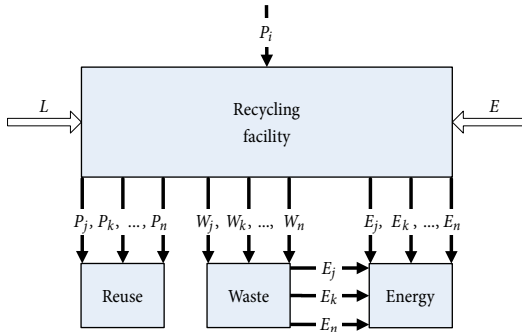 P_i
L
Recycling
facility
E
P_j, P_k, ..., P_n
W_j, W_k, ..., W_n
E_j, E_k, ..., E_n
Reuse
Waste
E_j
E_k
E_n
Energy